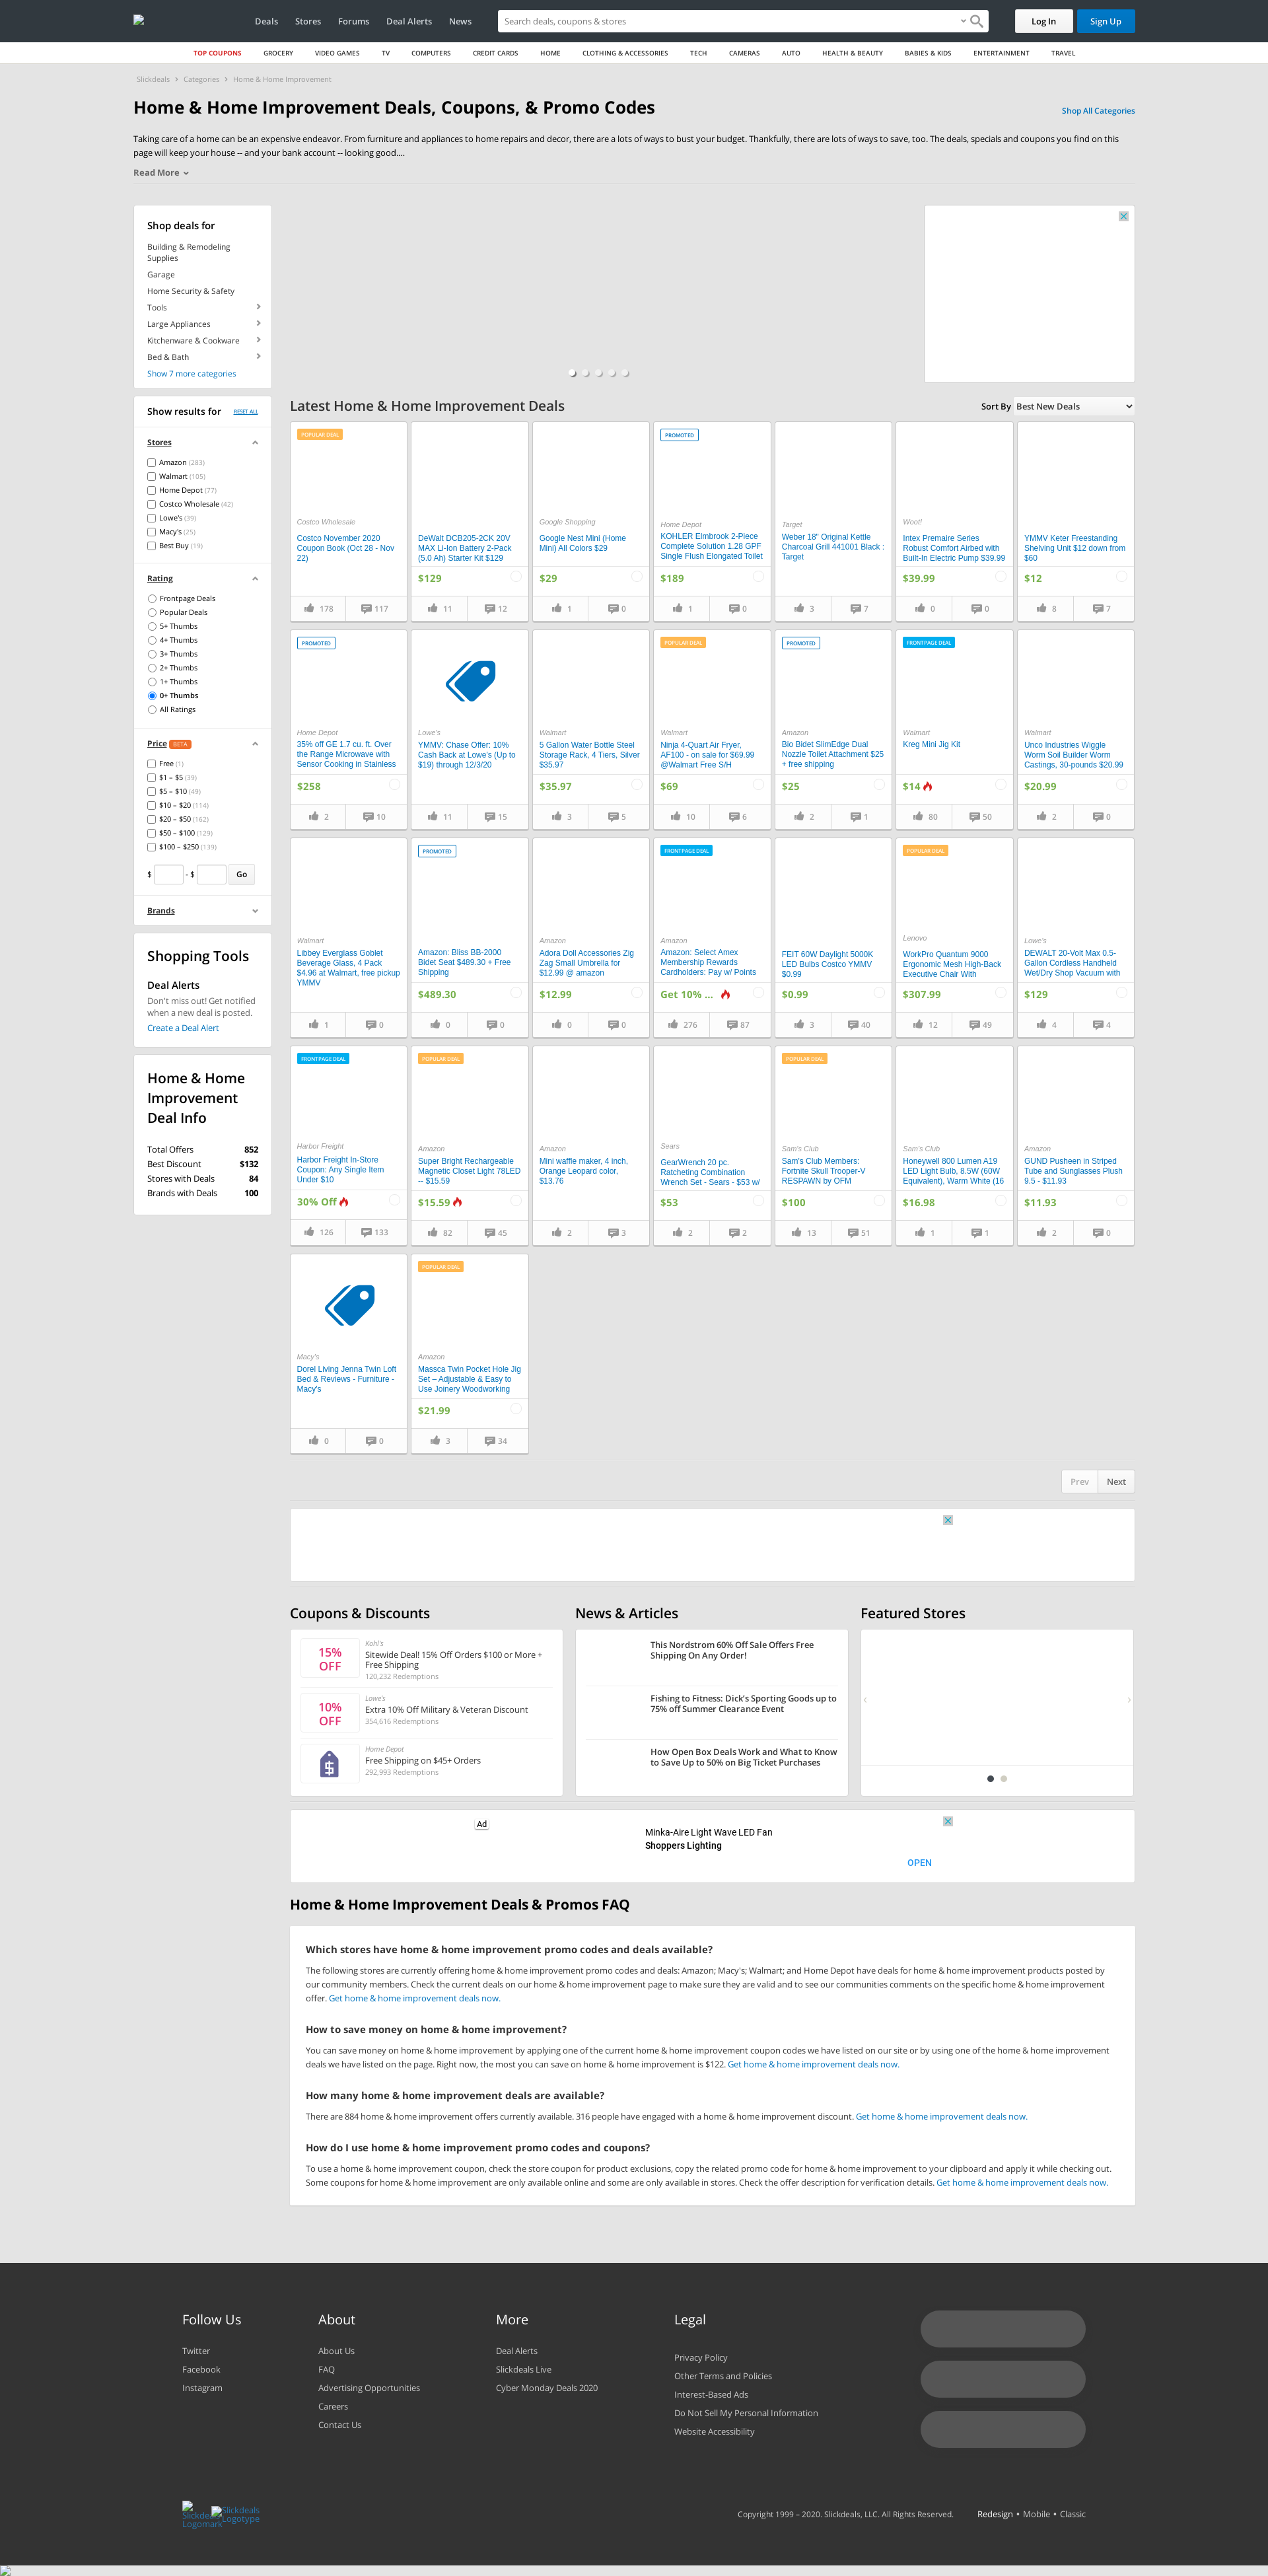 Deals
Stores
Forums
Deal Alerts
News
Search deals, coupons & stores
Log In
Sign Up
TOP COUPONS
GROCERY
VIDEO GAMES
TV
COMPUTERS
CREDIT CARDS
HOME
CLOTHING & ACCESSORIES
TECH
CAMERAS
AUTO
HEALTH & BEAUTY
BABIES & KIDS
ENTERTAINMENT
TRAVEL
Slickdeals › Categories › Home & Home Improvement
Home & Home Improvement Deals, Coupons, & Promo Codes
Shop All Categories
Taking care of a home can be an expensive endeavor. From furniture and appliances to home repairs and decor, there are a lots of ways to bust your budget. Thankfully, there are lots of ways to save, too. The deals, specials and coupons you find on this
page will keep your house -- and your bank account -- looking good....
Read More
Shop deals for
Building & Remodeling
Supplies
Garage
Home Security & Safety
Tools
Large Appliances
Kitchenware & Cookware
Bed & Bath
Show 7 more categories
Show results for
RESET ALL
Stores
Amazon (283)
Walmart (105)
Home Depot (77)
Costco Wholesale (42)
Lowe's (39)
Macy's (25)
Best Buy (19)
Rating
Frontpage Deals
Popular Deals
5+ Thumbs
4+ Thumbs
3+ Thumbs
2+ Thumbs
1+ Thumbs
0+ Thumbs
All Ratings
Price BETA
Free (1)
$1 – $5 (39)
$5 – $10 (49)
$10 – $20 (114)
$20 – $50 (162)
$50 – $100 (129)
$100 – $250 (139)
$ - $ Go
Brands
Shopping Tools
Deal Alerts
Don't miss out! Get notified
when a new deal is posted.
Create a Deal Alert
Home & Home
Improvement
Deal Info
Total Offers 852
Best Discount $132
Stores with Deals 84
Brands with Deals 100
Latest Home & Home Improvement Deals
Sort By Best New Deals
POPULAR DEAL
Costco Wholesale
Costco November 2020
Coupon Book (Oct 28 - Nov
22)
178 117
DeWalt DCB205-2CK 20V
MAX Li-Ion Battery 2-Pack
(5.0 Ah) Starter Kit $129
$129
11 12
Google Shopping
Google Nest Mini (Home
Mini) All Colors $29
$29
1 0
PROMOTED
Home Depot
KOHLER Elmbrook 2-Piece
Complete Solution 1.28 GPF
Single Flush Elongated Toilet
$189
1 0
Target
Weber 18" Original Kettle
Charcoal Grill 441001 Black :
Target
3 7
Woot!
Intex Premaire Series
Robust Comfort Airbed with
Built-In Electric Pump $39.99
$39.99
0 0
YMMV Keter Freestanding
Shelving Unit $12 down from
$60
$12
8 7
PROMOTED
Home Depot
35% off GE 1.7 cu. ft. Over
the Range Microwave with
Sensor Cooking in Stainless
$258
2 10
Lowe's
YMMV: Chase Offer: 10%
Cash Back at Lowe's (Up to
$19) through 12/3/20
11 15
Walmart
5 Gallon Water Bottle Steel
Storage Rack, 4 Tiers, Silver
$35.97
$35.97
3 5
POPULAR DEAL
Walmart
Ninja 4-Quart Air Fryer,
AF100 - on sale for $69.99
@Walmart Free S/H
$69
10 6
PROMOTED
Amazon
Bio Bidet SlimEdge Dual
Nozzle Toilet Attachment $25
+ free shipping
$25
2 1
FRONTPAGE DEAL
Walmart
Kreg Mini Jig Kit
$14
80 50
Walmart
Unco Industries Wiggle
Worm Soil Builder Worm
Castings, 30-pounds $20.99
$20.99
2 0
Walmart
Libbey Everglass Goblet
Beverage Glass, 4 Pack
$4.96 at Walmart, free pickup
YMMV
1 0
PROMOTED
Amazon: Bliss BB-2000
Bidet Seat $489.30 + Free
Shipping
$489.30
0 0
Amazon
Adora Doll Accessories Zig
Zag Small Umbrella for
$12.99 @ amazon
$12.99
0 0
FRONTPAGE DEAL
Amazon
Amazon: Select Amex
Membership Rewards
Cardholders: Pay w/ Points
Get 10% ...
276 87
FEIT 60W Daylight 5000K
LED Bulbs Costco YMMV
$0.99
$0.99
3 40
POPULAR DEAL
Lenovo
WorkPro Quantum 9000
Ergonomic Mesh High-Back
Executive Chair With
$307.99
12 49
Lowe's
DEWALT 20-Volt Max 0.5-
Gallon Cordless Handheld
Wet/Dry Shop Vacuum with
$129
4 4
FRONTPAGE DEAL
Harbor Freight
Harbor Freight In-Store
Coupon: Any Single Item
Under $10
30% Off
126 133
POPULAR DEAL
Amazon
Super Bright Rechargeable
Magnetic Closet Light 78LED
-- $15.59
$15.59
82 45
Amazon
Mini waffle maker, 4 inch,
Orange Leopard color,
$13.76
2 3
Sears
GearWrench 20 pc.
Ratcheting Combination
Wrench Set - Sears - $53 w/
$53
2 2
POPULAR DEAL
Sam's Club
Sam's Club Members:
Fortnite Skull Trooper-V
RESPAWN by OFM
$100
13 51
Sam's Club
Honeywell 800 Lumen A19
LED Light Bulb, 8.5W (60W
Equivalent), Warm White (16
$16.98
1 1
Amazon
GUND Pusheen in Striped
Tube and Sunglasses Plush
9.5 - $11.93
$11.93
2 0
Macy's
Dorel Living Jenna Twin Loft
Bed & Reviews - Furniture -
Macy's
0 0
POPULAR DEAL
Amazon
Massca Twin Pocket Hole Jig
Set – Adjustable & Easy to
Use Joinery Woodworking
$21.99
3 34
Prev Next
Coupons & Discounts
15%
OFF
Kohl's
Sitewide Deal! 15% Off Orders $100 or More +
Free Shipping
120,232 Redemptions
10%
OFF
Lowe's
Extra 10% Off Military & Veteran Discount
354,616 Redemptions
Home Depot
Free Shipping on $45+ Orders
292,993 Redemptions
News & Articles
This Nordstrom 60% Off Sale Offers Free
Shipping On Any Order!
Fishing to Fitness: Dick's Sporting Goods up to
75% off Summer Clearance Event
How Open Box Deals Work and What to Know
to Save Up to 50% on Big Ticket Purchases
Featured Stores
Ad
Minka-Aire Light Wave LED Fan
Shoppers Lighting
OPEN
Home & Home Improvement Deals & Promos FAQ
Which stores have home & home improvement promo codes and deals available?
The following stores are currently offering home & home improvement promo codes and deals: Amazon; Macy's; Walmart; and Home Depot have deals for home & home improvement products posted by
our community members. Check the current deals on our home & home improvement page to make sure they are valid and to see our communities comments on the specific home & home improvement
offer. Get home & home improvement deals now.
How to save money on home & home improvement?
You can save money on home & home improvement by applying one of the current home & home improvement coupon codes we have listed on our site or by using one of the home & home improvement
deals we have listed on the page. Right now, the most you can save on home & home improvement is $122. Get home & home improvement deals now.
How many home & home improvement deals are available?
There are 884 home & home improvement offers currently available. 316 people have engaged with a home & home improvement discount. Get home & home improvement deals now.
How do I use home & home improvement promo codes and coupons?
To use a home & home improvement coupon, check the store coupon for product exclusions, copy the related promo code for home & home improvement to your clipboard and apply it while checking out.
Some coupons for home & home improvement are only available online and some are only available in stores. Check the offer description for verification details. Get home & home improvement deals now.
Follow Us
Twitter
Facebook
Instagram
About
About Us
FAQ
Advertising Opportunities
Careers
Contact Us
More
Deal Alerts
Slickdeals Live
Cyber Monday Deals 2020
Legal
Privacy Policy
Other Terms and Policies
Interest-Based Ads
Do Not Sell My Personal Information
Website Accessibility
Slickdeals
Logomark
Slickdeals
Logotype
Copyright 1999 – 2020. Slickdeals, LLC. All Rights Reserved.
Redesign • Mobile • Classic